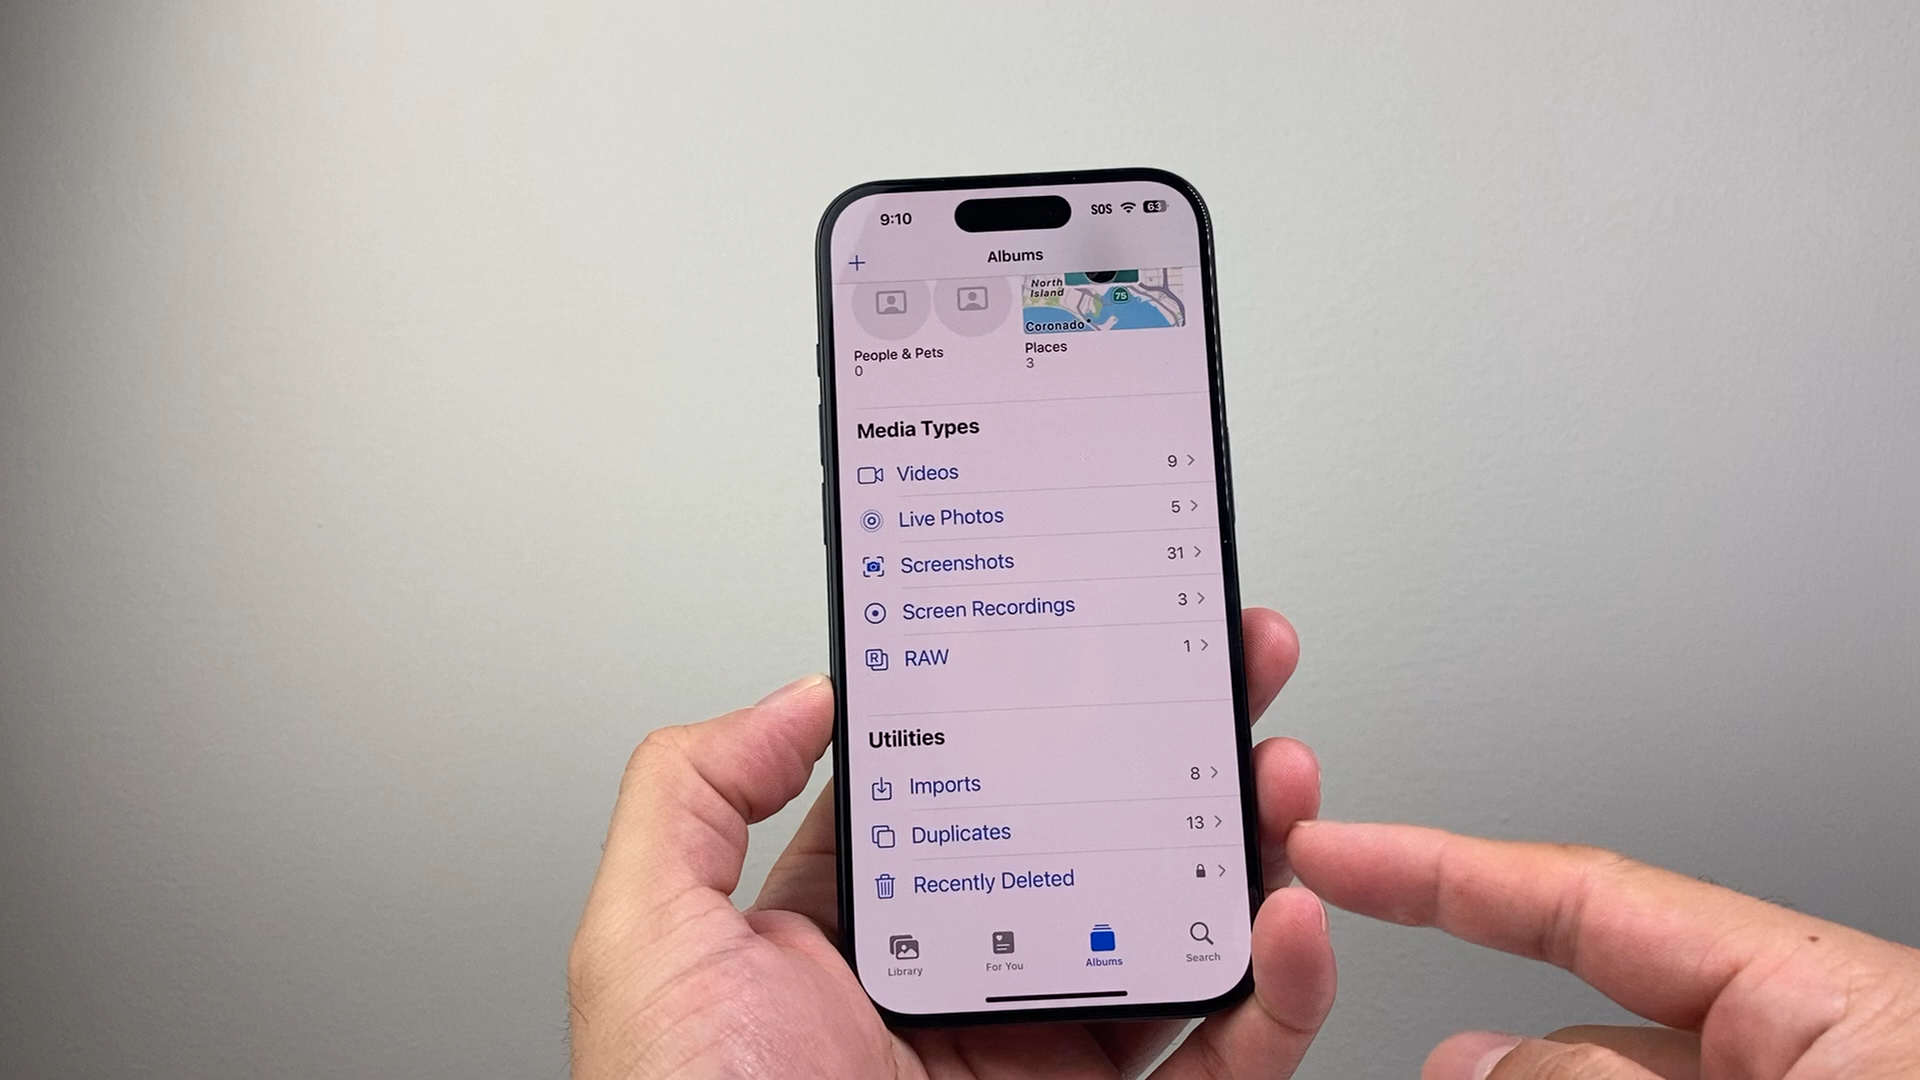 9:10
SOS 63
Albums
North
Island
75
Coronado
People & Pets
0
Places
3
Media Types
Videos 9
Live Photos 5
Screenshots 31
Screen Recordings 3
RAW 1
Utilities
Imports 8
Duplicates 13
Recently Deleted
Library
For You
Albums
Search